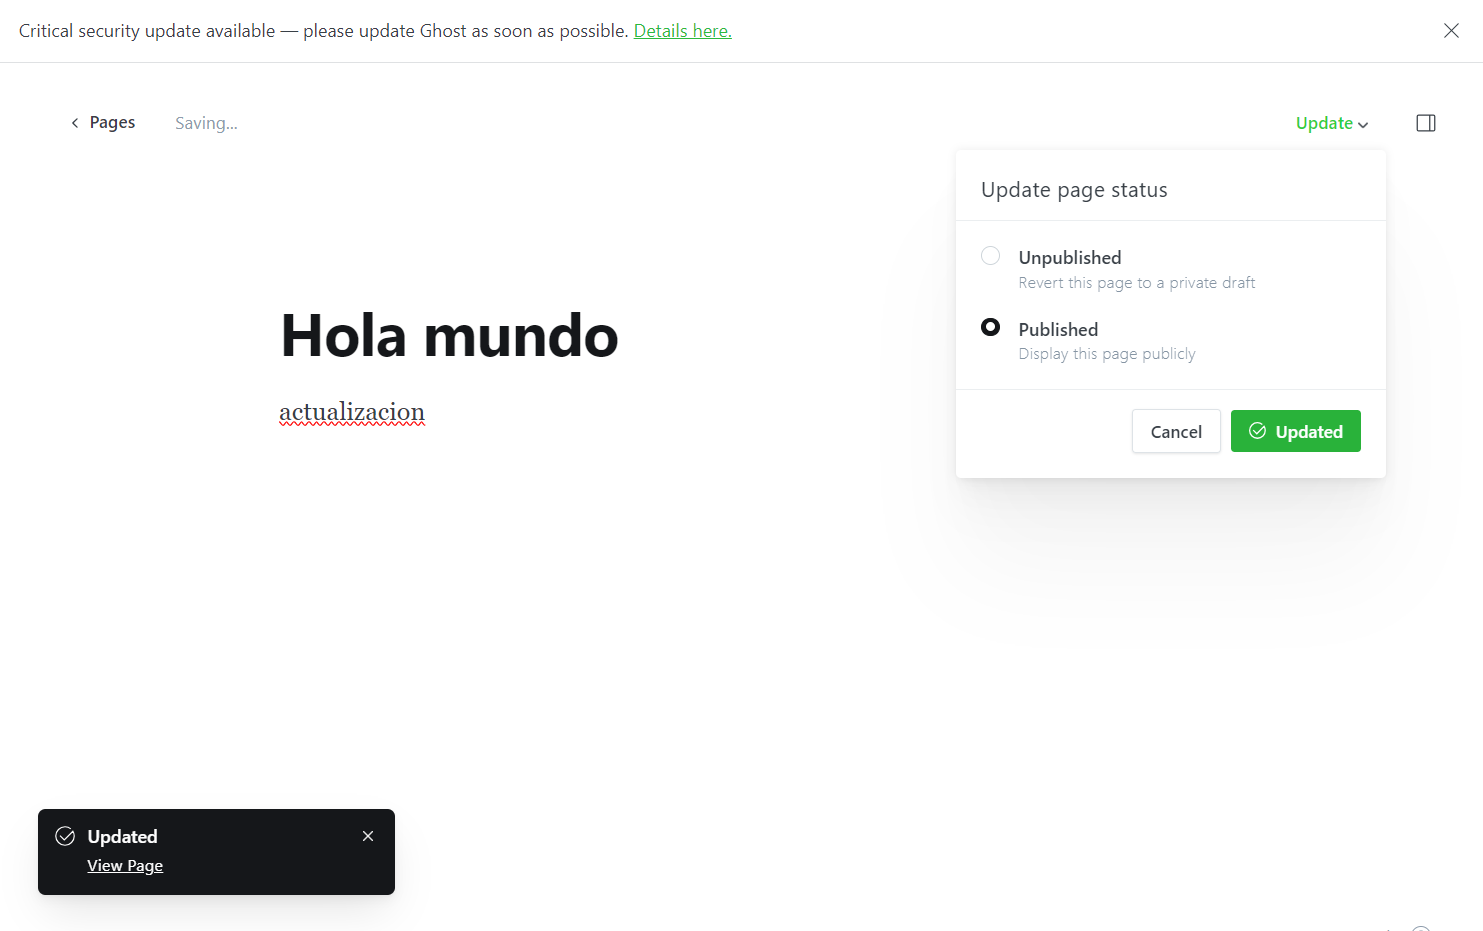 Critical security update available — please update Ghost as soon as possible. Details here.
Pages
Saving...
Update
Update page status
Unpublished
Revert this page to a private draft
Published
Display this page publicly
Cancel
Updated
Hola mundo
actualizacion
Updated
View Page